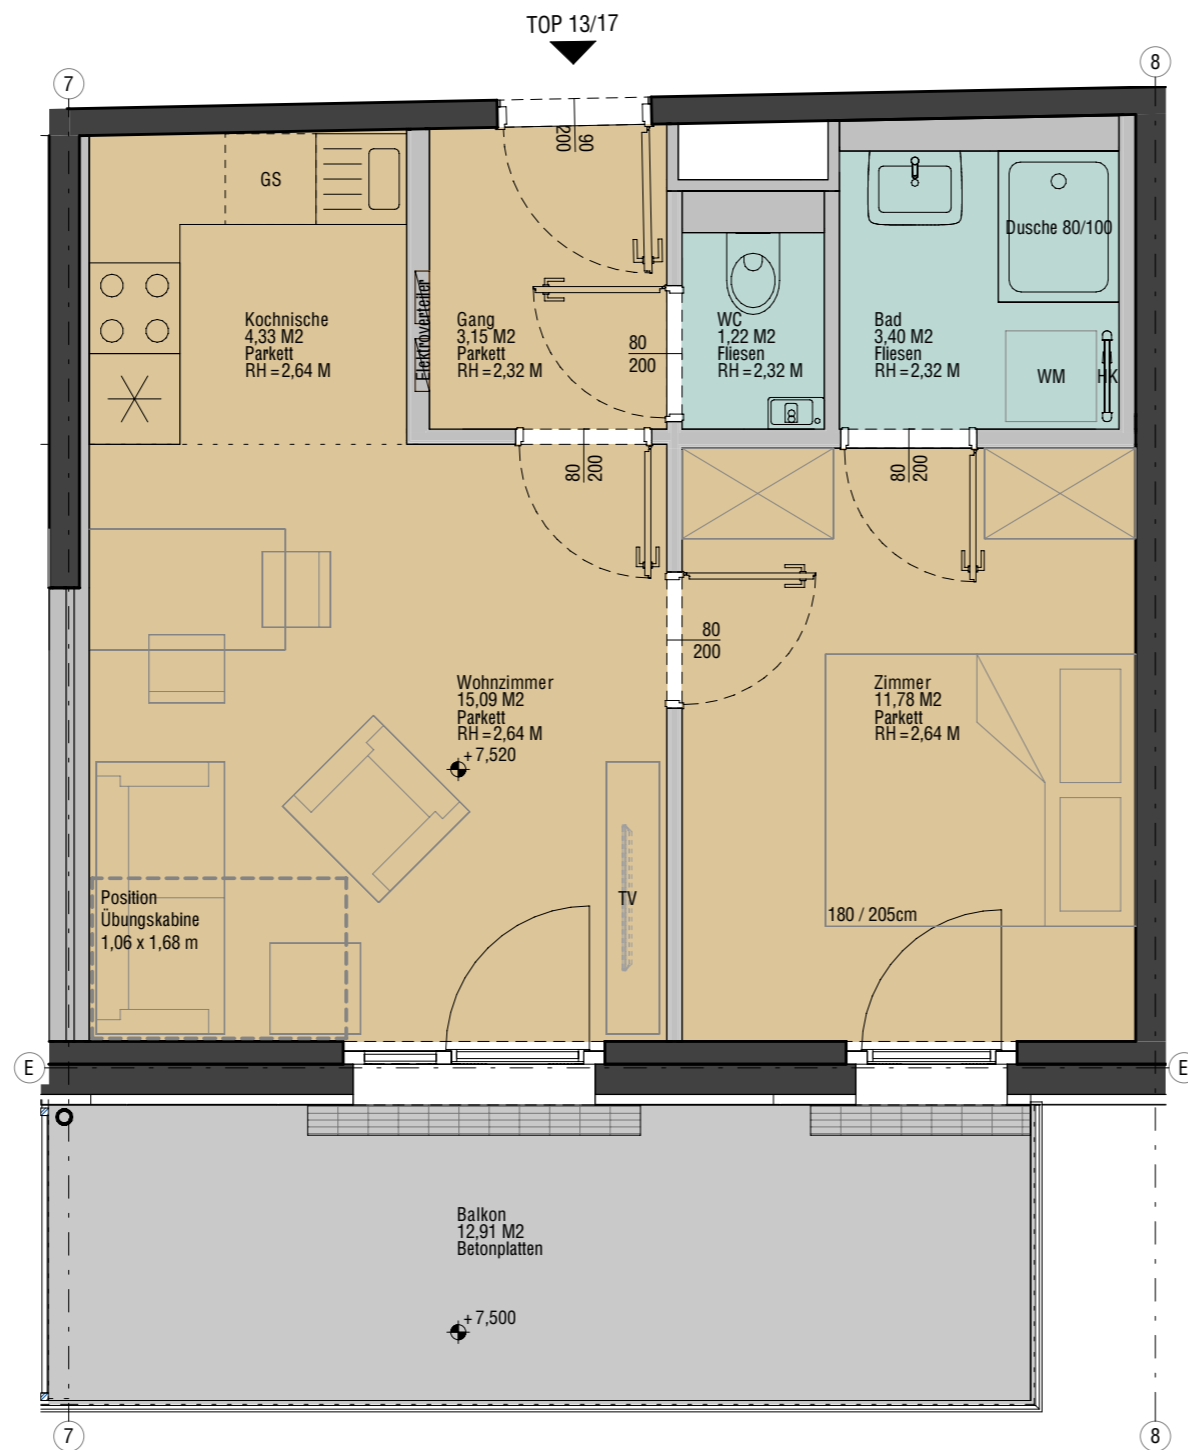 TOP 13/17
7
8
90
200
GS
Dusche 80/100
Elektroverteiler
Kochnische
4,33 M2
Parkett
RH=2,64 M
Gang
3,15 M2
Parkett
RH=2,32 M
80
200
WC
1,22 M2
Fliesen
RH=2,32 M
Bad
3,40 M2
Fliesen
RH=2,32 M
WM
HK
80
200
80
200
80
200
Wohnzimmer
15,09 M2
Parkett
RH=2,64 M
+7,520
Zimmer
11,78 M2
Parkett
RH=2,64 M
Position
Übungskabine
1,06 x 1,68 m
TV
180 / 205cm
E
E
Balkon
12,91 M2
Betonplatten
+7,500
7
8